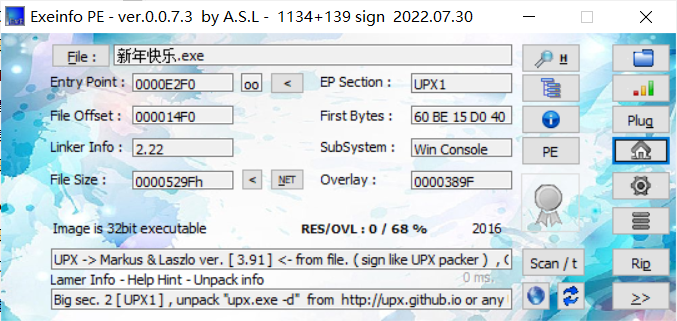 Exeinfo PE - ver.0.0.7.3 by A.S.L - 1134+139 sign 2022.07.30
File : 新年快乐.exe H
Entry Point : 0000E2F0 oo < EP Section : UPX1
File Offset : 000014F0 First Bytes : 60 BE 15 D0 40 Plug
Linker Info : 2.22 SubSystem : Win Console PE
File Size : 0000529Fh < NET Overlay : 0000389F
Image is 32bit executable RES/OVL : 0 / 68 % 2016
UPX -> Markus & Laszlo ver. [ 3.91 ] <- from file. ( sign like UPX packer ) , Scan / t Rip
Lamer Info - Help Hint - Unpack info 0 ms.
Big sec. 2 [ UPX1 ] , unpack "upx.exe -d" from http://upx.github.io or any >>